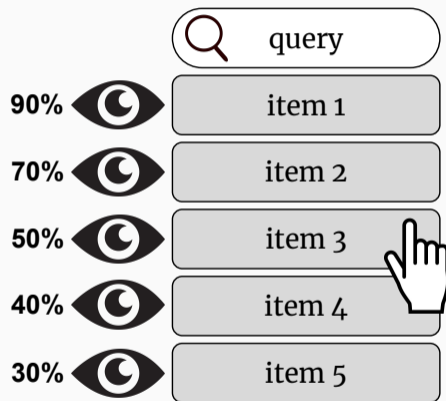 query
90% item 1
70% item 2
50% item 3
40% item 4
30% item 5